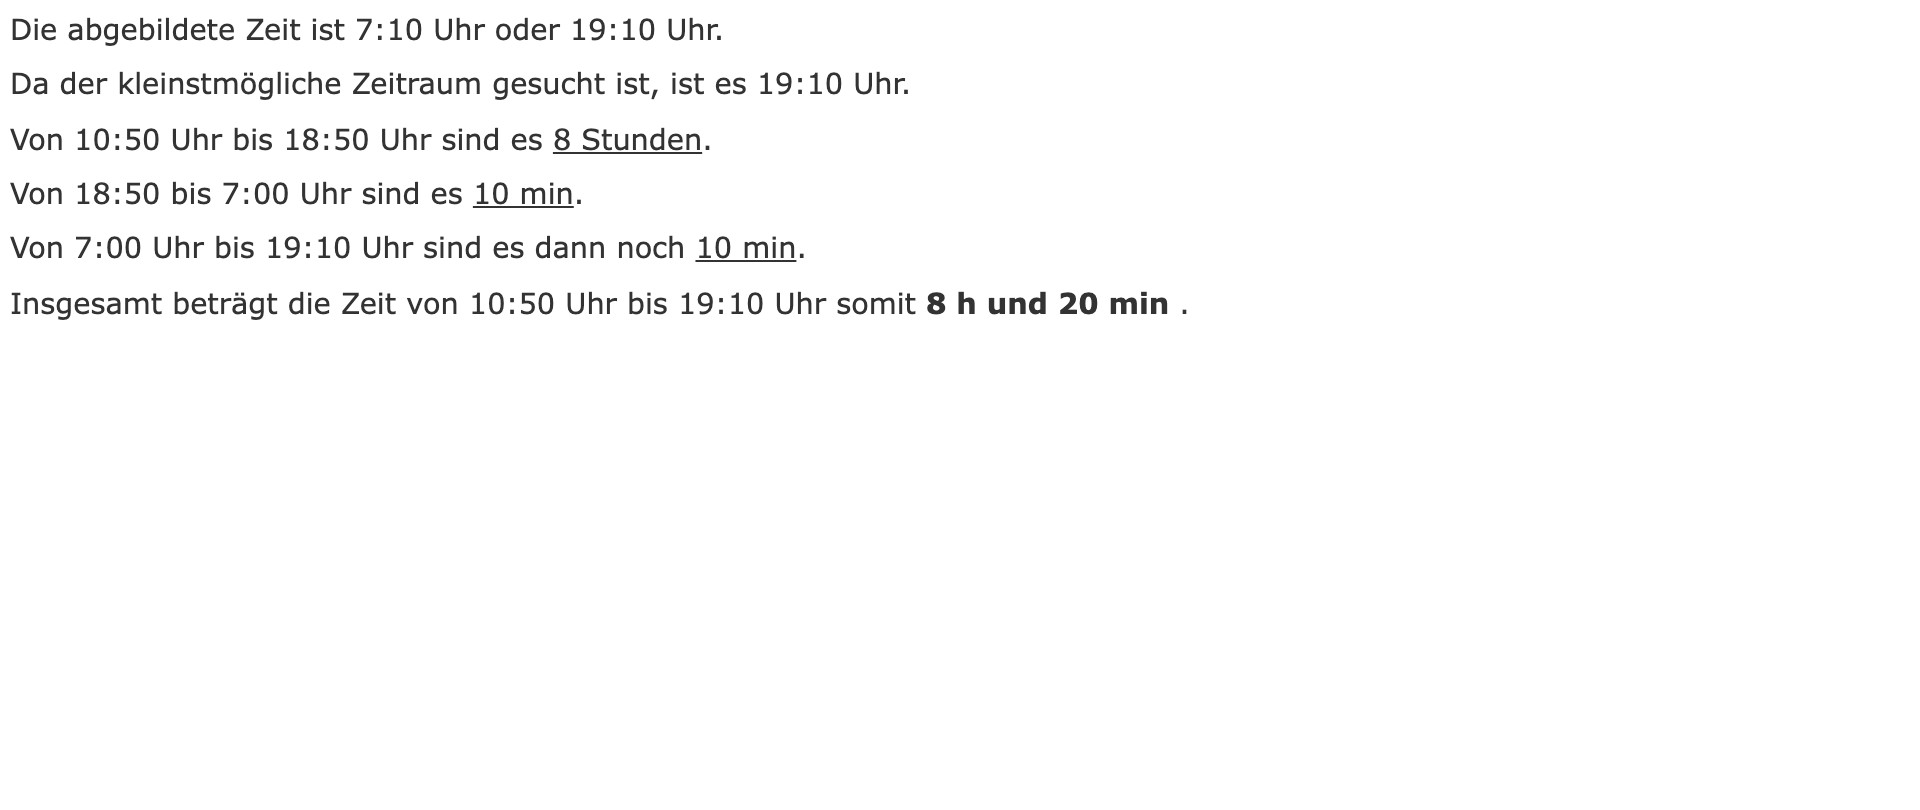 Die abgebildete Zeit ist 7:10 Uhr oder 19:10 Uhr.
Da der kleinstmögliche Zeitraum gesucht ist, ist es 19:10 Uhr.
Von 10:50 Uhr bis 18:50 Uhr sind es 8 Stunden.
Von 18:50 bis 7:00 Uhr sind es 10 min.
Von 7:00 Uhr bis 19:10 Uhr sind es dann noch 10 min.
Insgesamt beträgt die Zeit von 10:50 Uhr bis 19:10 Uhr somit 8 h und 20 min .